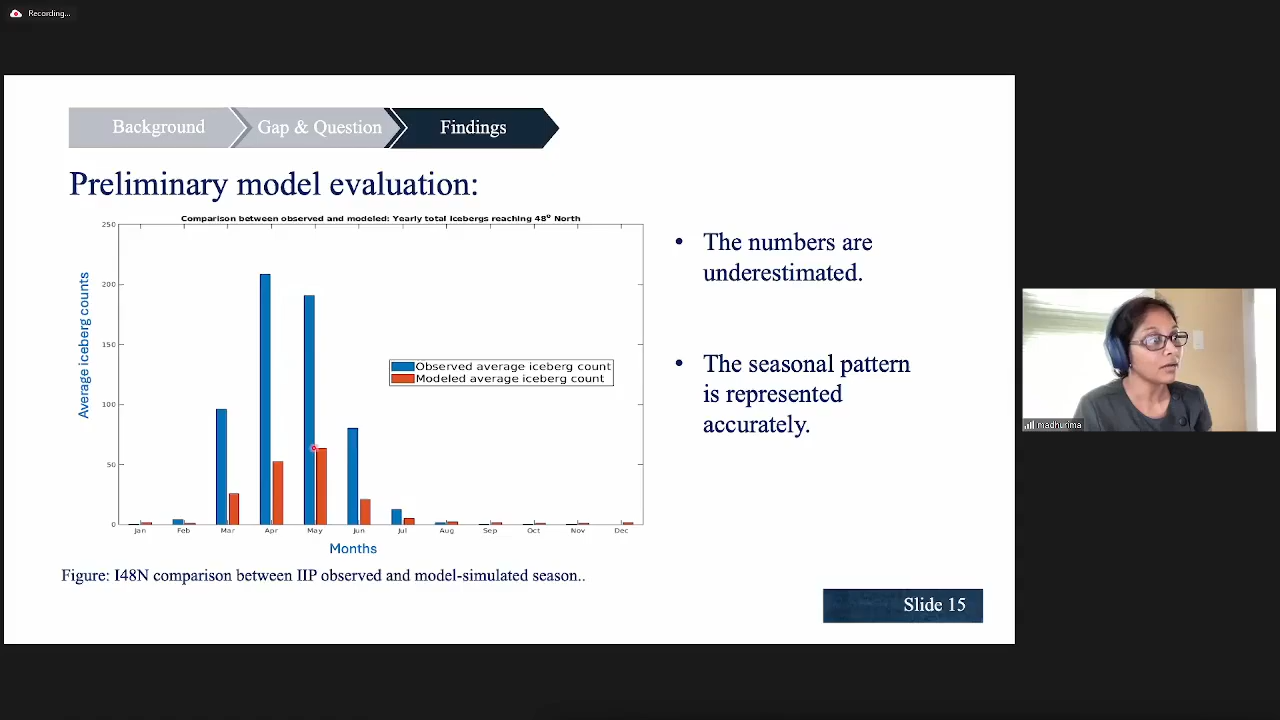 Recording...
Background
Gap & Question
Findings
Preliminary model evaluation:
Comparison between observed and modeled: Yearly total icebergs reaching 48° North
250
200
150
100
50
0
Average iceberg counts
Observed average iceberg count
Modeled average iceberg count
Jan Feb Mar Apr May Jun Jul Aug Sep Oct Nov Dec
Months
Figure: I48N comparison between IIP observed and model-simulated season..
• The numbers are
underestimated.
• The seasonal pattern
is represented
accurately.
Slide 15
madhurima